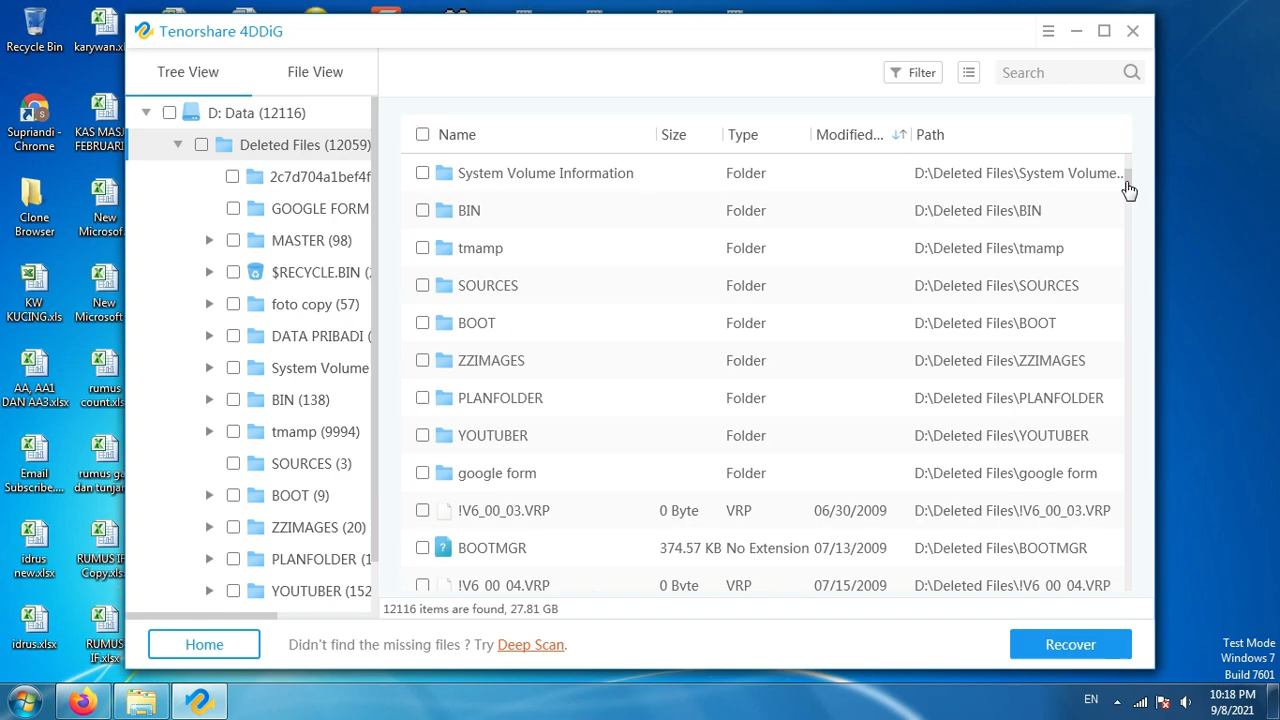 Recycle Bin
karywan.x
Supriandi - Chrome
KAS MASJ
FEBRUARI
Clone Browser
New Microsof..
KW KUCING.xls
New Microsoft
AA, AA1 DAN AA3.xlsx
rumus count.xlsx
Email Subscribe....
rumus ga
dan tunjan
idrus new.xlsx
RUMUS IF
Copy.xls
idrus.xlsx
RUMUS
IF.xlsx
Tenorshare 4DDiG
Tree View
File View
Filter
Search
D: Data (12116)
Deleted Files (12059)
2c7d704a1bef4f
GOOGLE FORM
MASTER (98)
$RECYCLE.BIN (
foto copy (57)
DATA PRIBADI (
System Volume
BIN (138)
tmamp (9994)
SOURCES (3)
BOOT (9)
ZZIMAGES (20)
PLANFOLDER (1
YOUTUBER (152
Name Size Type Modified... Path
System Volume Information Folder D:\Deleted Files\System Volume..
BIN Folder D:\Deleted Files\BIN
tmamp Folder D:\Deleted Files\tmamp
SOURCES Folder D:\Deleted Files\SOURCES
BOOT Folder D:\Deleted Files\BOOT
ZZIMAGES Folder D:\Deleted Files\ZZIMAGES
PLANFOLDER Folder D:\Deleted Files\PLANFOLDER
YOUTUBER Folder D:\Deleted Files\YOUTUBER
google form Folder D:\Deleted Files\google form
!V6_00_03.VRP 0 Byte VRP 06/30/2009 D:\Deleted Files\!V6_00_03.VRP
BOOTMGR 374.57 KB No Extension 07/13/2009 D:\Deleted Files\BOOTMGR
!V6_00_04.VRP 0 Byte VRP 07/15/2009 D:\Deleted Files\!V6_00_04.VRP
12116 items are found, 27.81 GB
Home
Didn't find the missing files ? Try Deep Scan.
Recover
Test Mode
Windows 7
Build 7601
EN
10:18 PM
9/8/2021